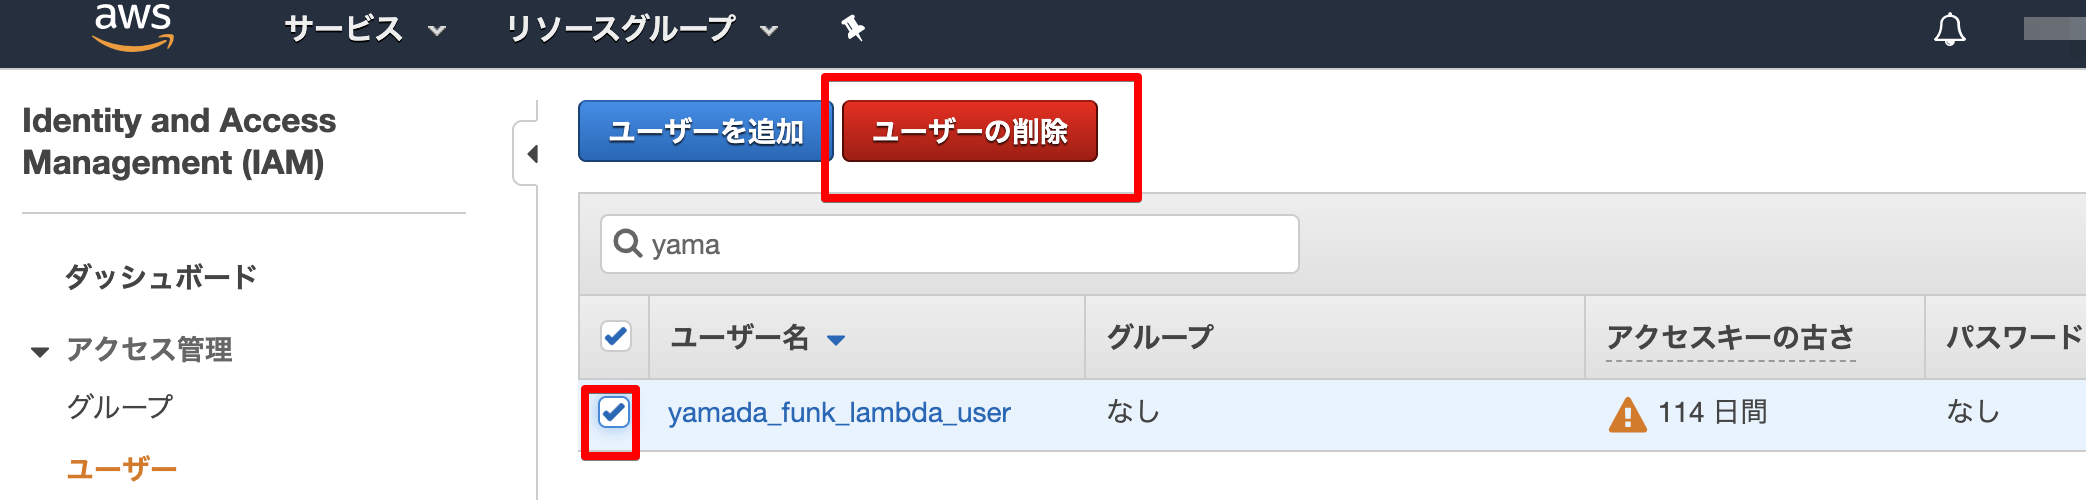 aws サービス リソースグループ
Identity and Access
Management (IAM)
ダッシュボード
アクセス管理
グループ
ユーザー
ユーザーを追加 ユーザーの削除
yama
ユーザー名 グループ アクセスキーの古さ パスワード
yamada_funk_lambda_user なし 114 日間 なし